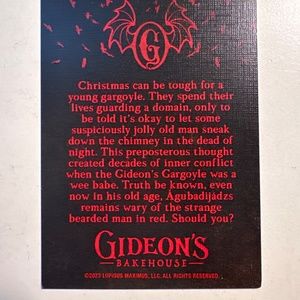 G
Christmas can be tough for a
young gargoyle. They spend their
lives guarding a domain, only to
be told it's okay to let some
suspiciously jolly old man sneak
down the chimney in the dead of
night. This preposterous thought
created decades of inner conflict
when the Gideon's Gargoyle was a
wee babe. Truth be known, even
now in his old age, Águbadijádzs
remains wary of the strange
bearded man in red. Should you?
GIDEON'S
BAKEHOUSE
©2023 LUPISUS MAXIMUS, LLC. ALL RIGHTS RESERVED.